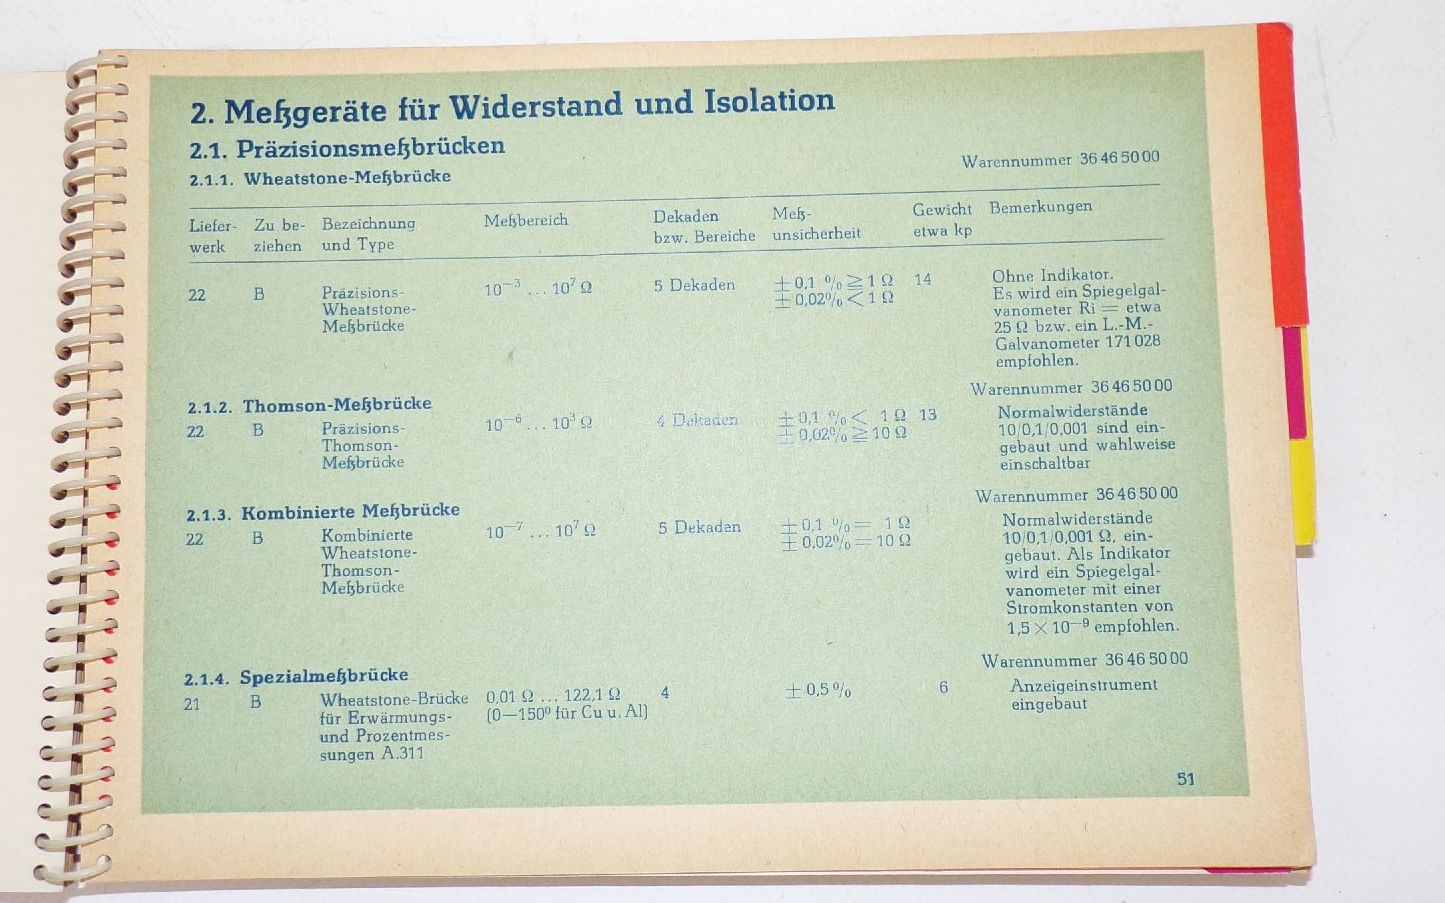 2. Meßgeräte für Widerstand und Isolation
2.1. Präzisionsmeßbrücken
2.1.1. Wheatstone-Meßbrücke
Warennummer 36 46 50 00
Liefer- Zu be- Bezeichnung Meßbereich Dekaden Meß- Gewicht Bemerkungen
werk ziehen und Type bzw. Bereiche unsicherheit etwa kp
22 B Präzisions- 10⁻³ ... 10⁷ Ω 5 Dekaden ± 0,1 % ≧ 1 Ω 14 Ohne Indikator.
Wheatstone- ± 0,02% < 1 Ω Es wird ein Spiegelgal-
Meßbrücke vanometer Ri = etwa
25 Ω bzw. ein L.-M.-
Galvanometer 171 028
empfohlen.
Warennummer 36 46 50 00
2.1.2. Thomson-Meßbrücke
22 B Präzisions- 10⁻⁶ ... 10³ Ω 4 Dekaden ± 0,1 % < 1 Ω 13 Normalwiderstände
Thomson- ± 0,02% ≧ 10 Ω 10/0,1/0,001 sind ein-
Meßbrücke gebaut und wahlweise
einschaltbar
Warennummer 36 46 50 00
2.1.3. Kombinierte Meßbrücke
22 B Kombinierte 10⁻⁷ ... 10⁷ Ω 5 Dekaden ± 0,1 % = 1 Ω Normalwiderstände
Wheatstone- ± 0,02% = 10 Ω 10/0,1/0,001 Ω, ein-
Thomson- gebaut. Als Indikator
Meßbrücke wird ein Spiegelgal-
vanometer mit einer
Stromkonstanten von
1,5 × 10⁻⁹ empfohlen.
Warennummer 36 46 50 00
2.1.4. Spezialmeßbrücke
21 B Wheatstone-Brücke 0,01 Ω ... 122,1 Ω 4 ± 0,5 % 6 Anzeigeinstrument
für Erwärmungs- (0—150⁰ für Cu u. Al) eingebaut
und Prozentmes-
sungen A.311
51